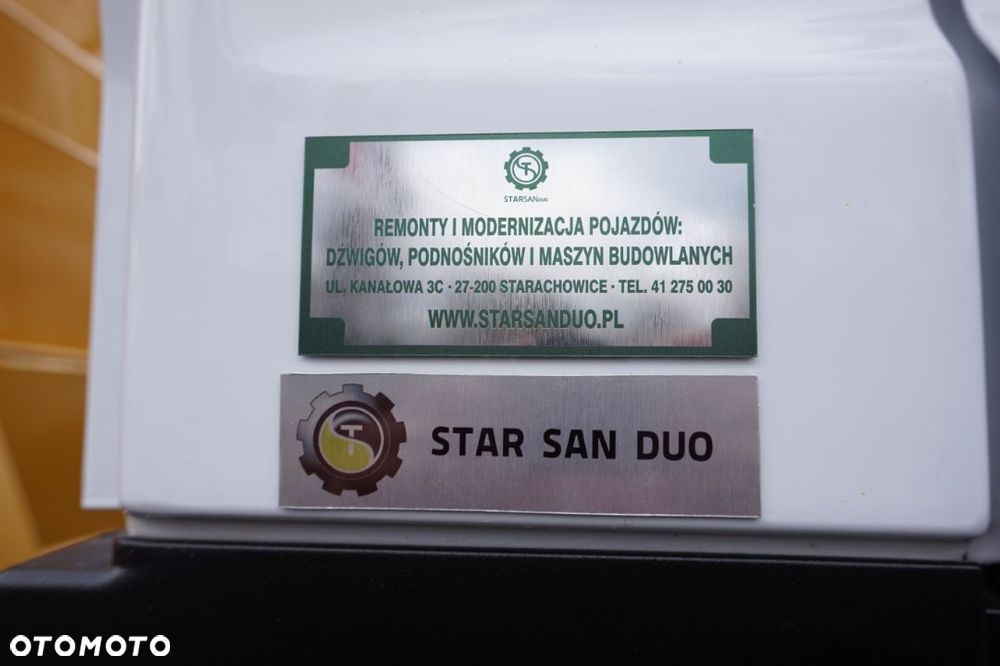 STARSANDUO
REMONTY I MODERNIZACJA POJAZDÓW:
DŹWIGÓW, PODNOŚNIKÓW I MASZYN BUDOWLANYCH
UL. KANAŁOWA 3C · 27-200 STARACHOWICE · TEL. 41 275 00 30
WWW.STARSANDUO.PL
STAR SAN DUO
OTOMOTO